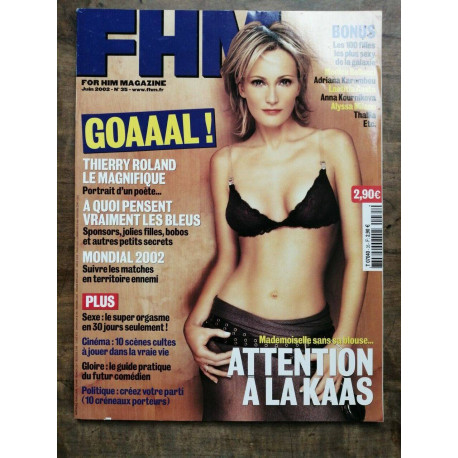 FHM
FOR HIM MAGAZINE
Juin 2002 - N°35 - www.fhm.fr
BONUS
Les 100 filles
les plus sexy
de la galaxie
Adriana
Anna Kournikova
Alyssa
Thalia
Etc.
GOAAAL !
THIERRY ROLAND
LE MAGNIFIQUE
Portrait d'un poète...
2,90€
A QUOI PENSENT
VRAIMENT LES BLEUS
Sponsors, jolies filles, bobos
et autres petits secrets
MONDIAL 2002
Suivre les matches
en territoire ennemi
PLUS
Sexe : le super orgasme
en 30 jours seulement !
Cinéma : 10 scènes cultes
à jouer dans la vraie vie
Gloire : le guide pratique
du futur comédien
Politique : créez votre parti
(10 créneaux porteurs)
Mademoiselle sans sa blouse...
ATTENTION
A LA KAAS